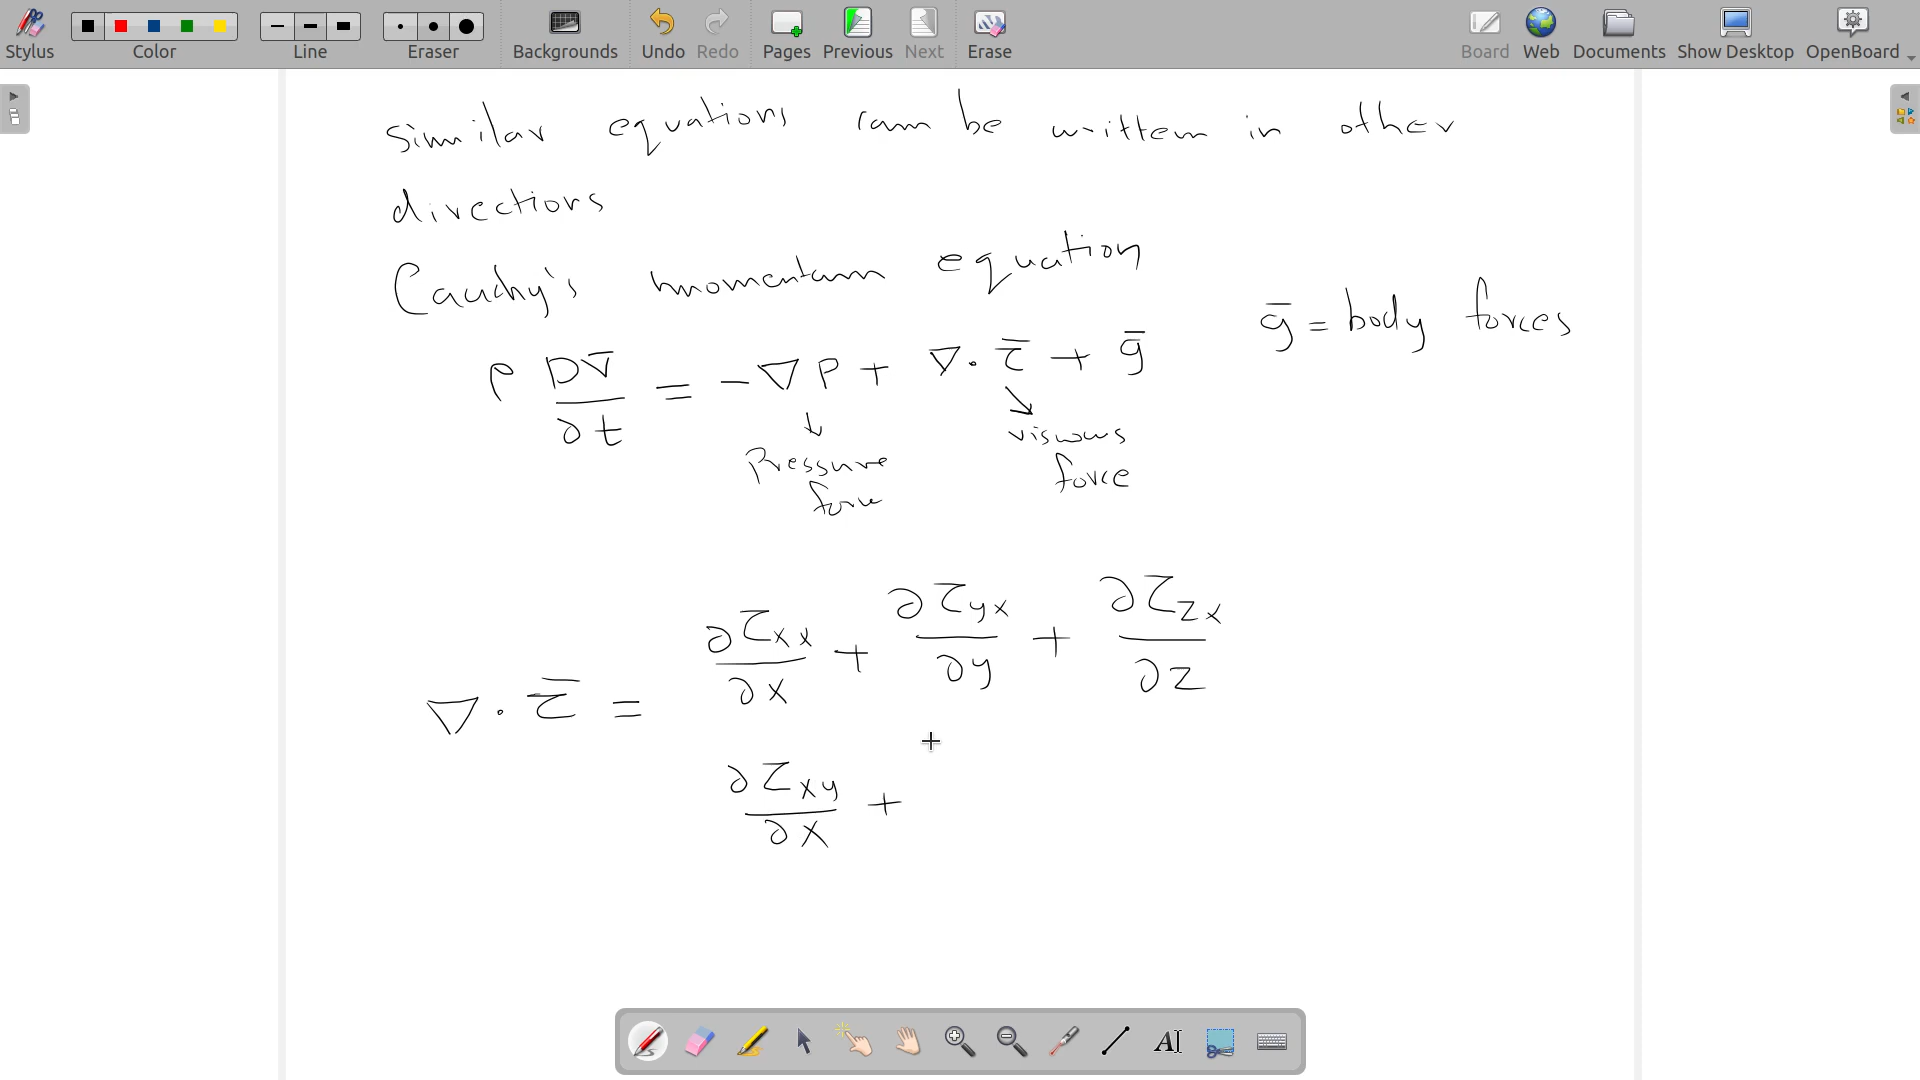 Stylus Color Line Eraser Backgrounds Undo Redo Pages Previous Next Erase Board Web Documents Show Desktop OpenBoard
similar equations can be written in other
directions
Cauchy's momentum equation
ḡ = body forces
ρ DV̄/∂t = -∇P + ∇·τ̄ + ḡ
↓ Pressure force
↘ viscous force
∇·τ̄ = ∂τxx/∂x + ∂τyx/∂y + ∂τzx/∂z
∂τxy/∂x +